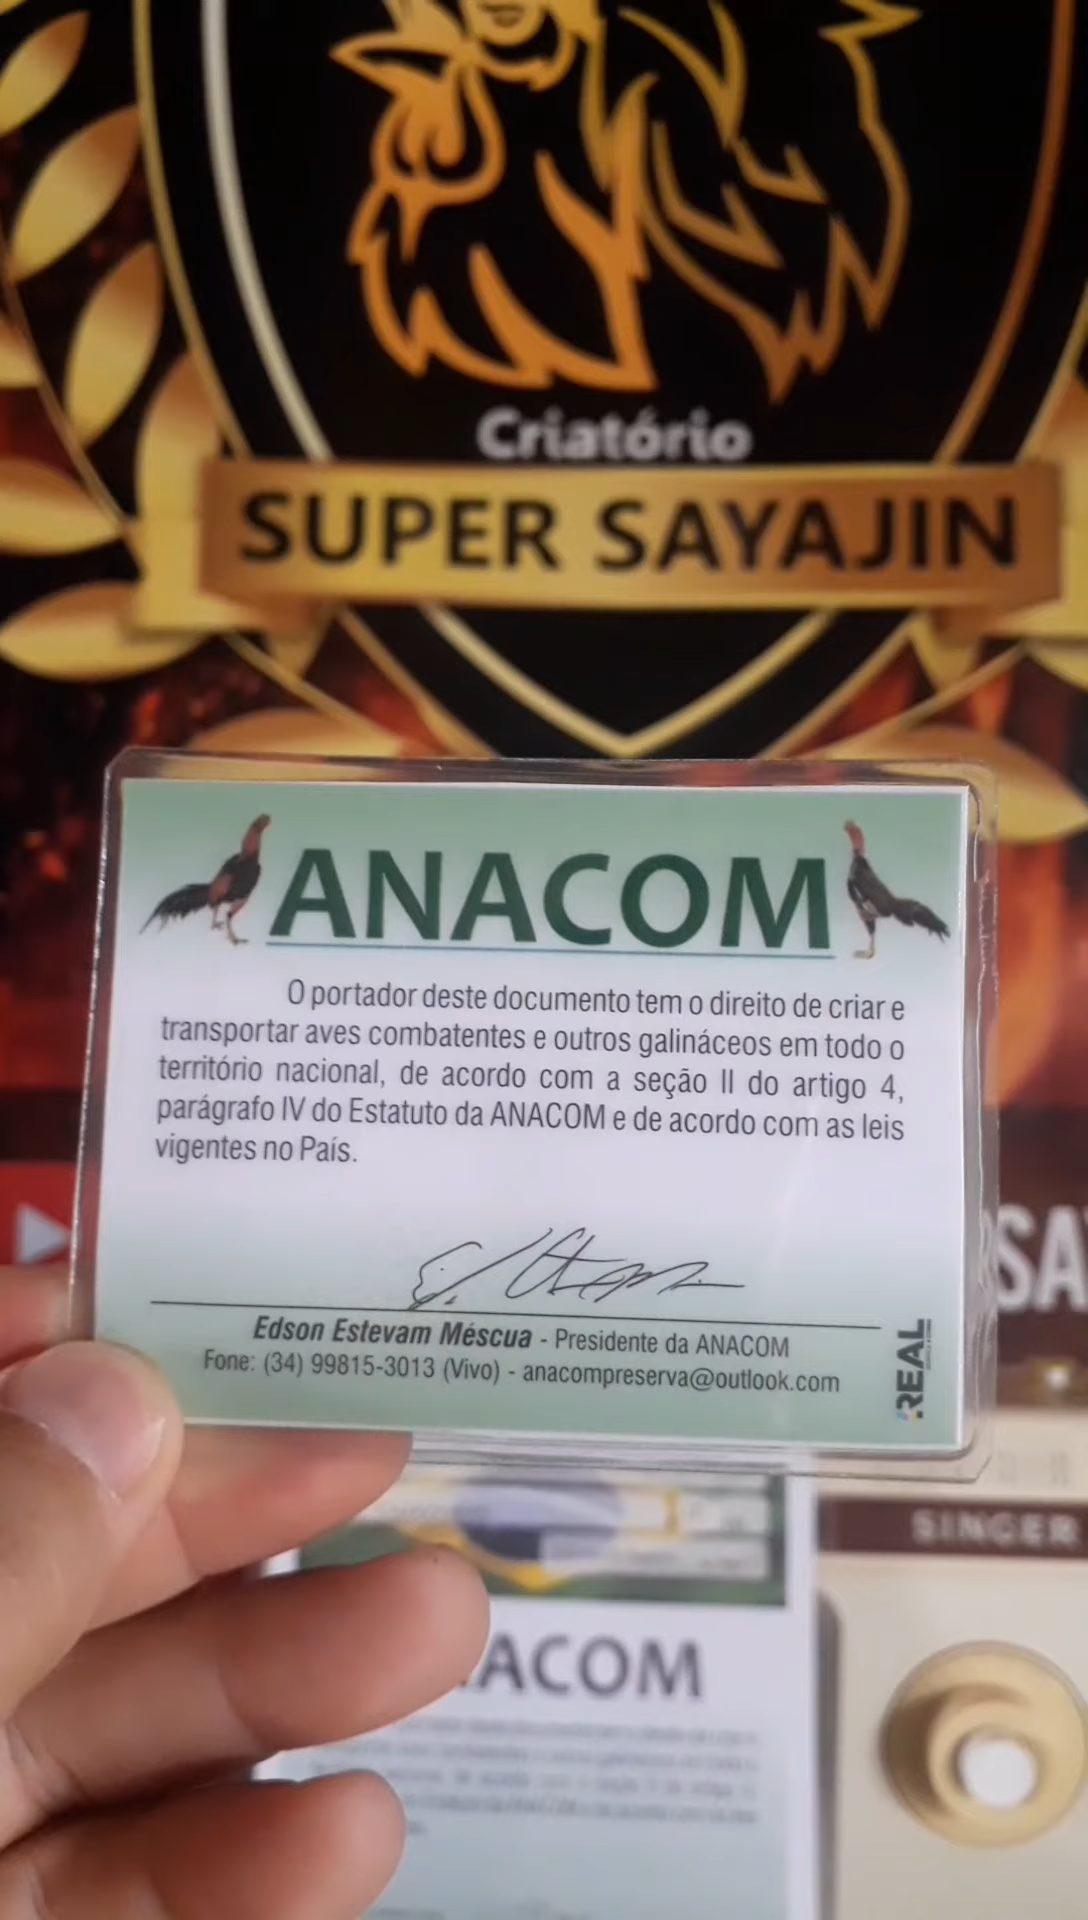 Criatório
SUPER SAYAJIN
ANACOM
O portador deste documento tem o direito de criar e
transportar aves combatentes e outros galináceos em todo o
território nacional, de acordo com a seção II do artigo 4,
parágrafo IV do Estatuto da ANACOM e de acordo com as leis
vigentes no País.
Edson Estevam Méscua - Presidente da ANACOM
Fone: (34) 99815-3013 (Vivo) - anacompreserva@outlook.com
REAL
SA
SINGER
ACOM